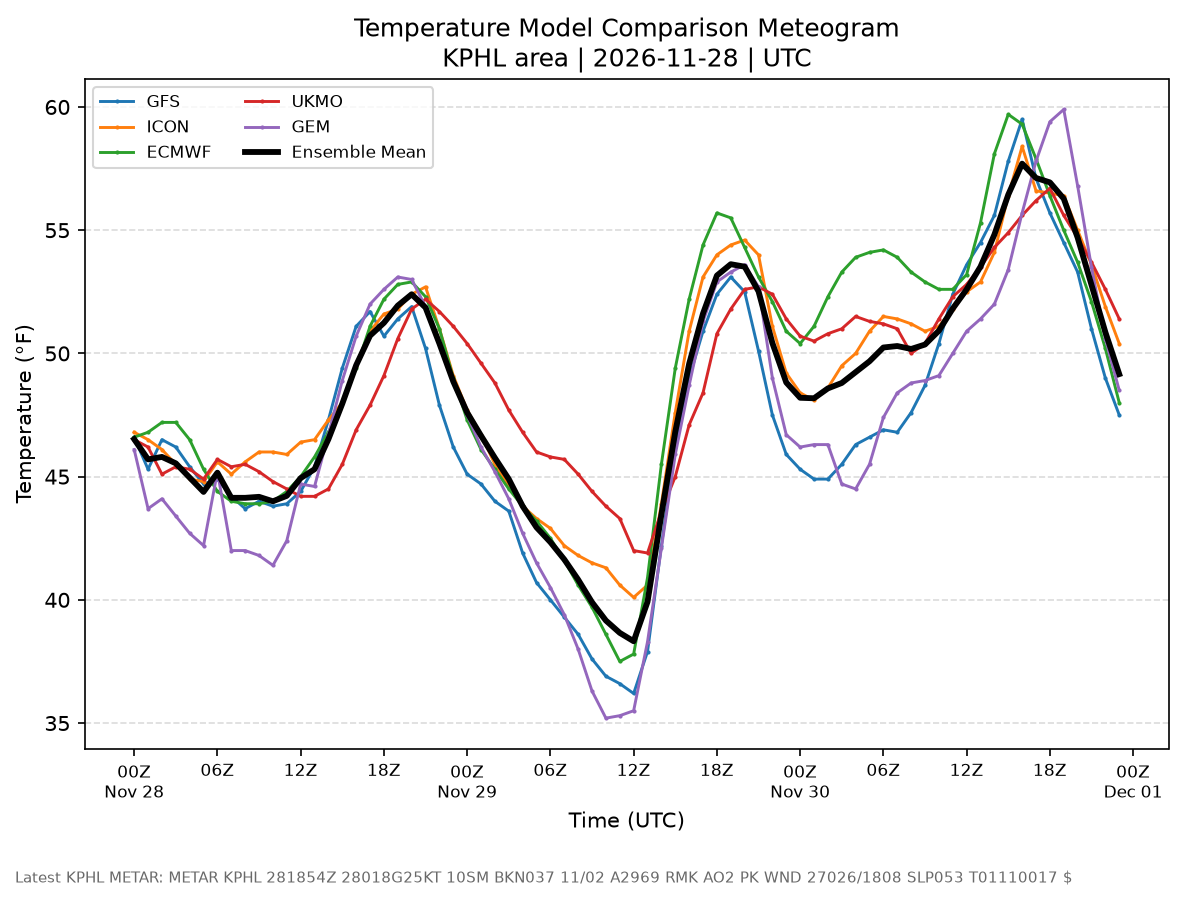 Temperature Model Comparison Meteogram
KPHL area | 2026-11-28 | UTC
GFS
ICON
ECMWF
UKMO
GEM
Ensemble Mean
Temperature (°F)
60
55
50
45
40
35
00Z 06Z 12Z 18Z 00Z 06Z 12Z 18Z 00Z 06Z 12Z 18Z 00Z
Nov 28 Nov 29 Nov 30 Dec 01
Time (UTC)
Latest KPHL METAR: METAR KPHL 281854Z 28018G25KT 10SM BKN037 11/02 A2969 RMK AO2 PK WND 27026/1808 SLP053 T01110017 $